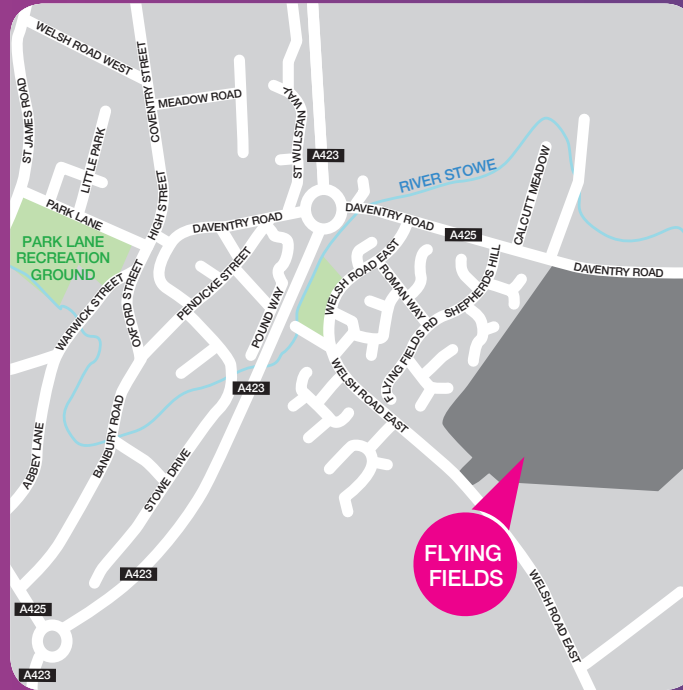 WELSH ROAD WEST
COVENTRY STREET
MEADOW ROAD
ST JAMES ROAD
LITTLE PARK
ST WULSTAN WAY
A423
RIVER STOWE
CALCUTT MEADOW
PARK LANE
HIGH STREET
DAVENTRY ROAD
DAVENTRY ROAD
A425
DAVENTRY ROAD
PARK LANE
RECREATION
GROUND
WARWICK STREET
OXFORD STREET
PENDICKE STREET
POUND WAY
WELSH ROAD EAST
ROMAN WAY
SHEPHERDS HILL
FLYING FIELDS RD
A423
WELSH ROAD EAST
ABBEY LANE
BANBURY ROAD
STOWE DRIVE
FLYING
FIELDS
A423
A425
WELSH ROAD EAST
A423